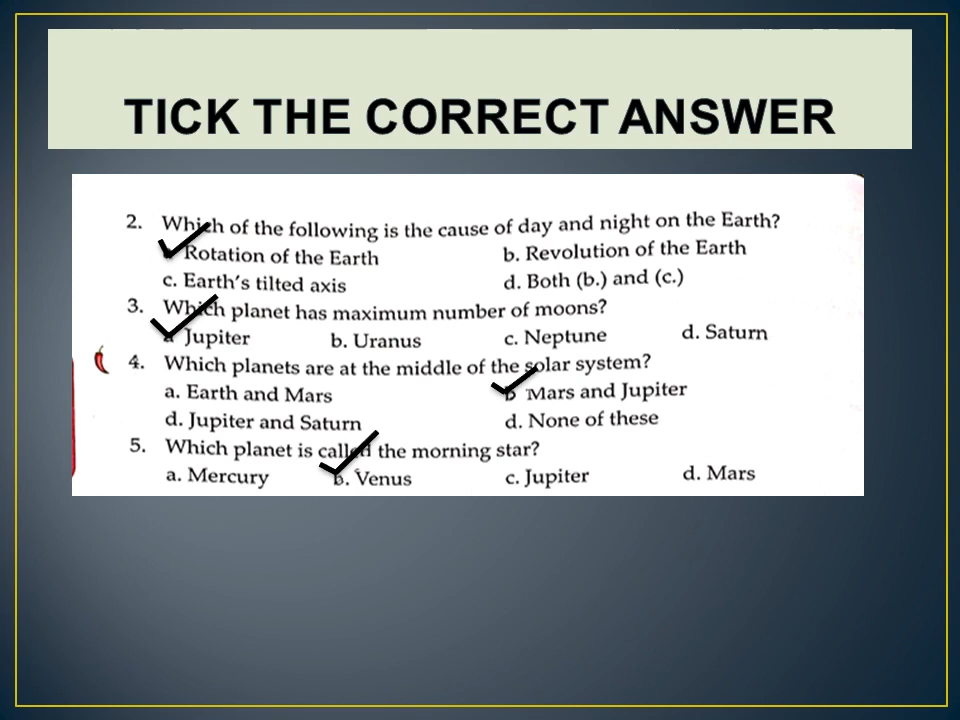 TICK THE CORRECT ANSWER
2. Which of the following is the cause of day and night on the Earth?
Rotation of the Earth b. Revolution of the Earth
c. Earth's tilted axis d. Both (b.) and (c.)
3. Which planet has maximum number of moons?
a Jupiter b. Uranus c. Neptune d. Saturn
4. Which planets are at the middle of the solar system?
a. Earth and Mars b Mars and Jupiter
d. Jupiter and Saturn d. None of these
5. Which planet is called the morning star?
a. Mercury b. Venus c. Jupiter d. Mars